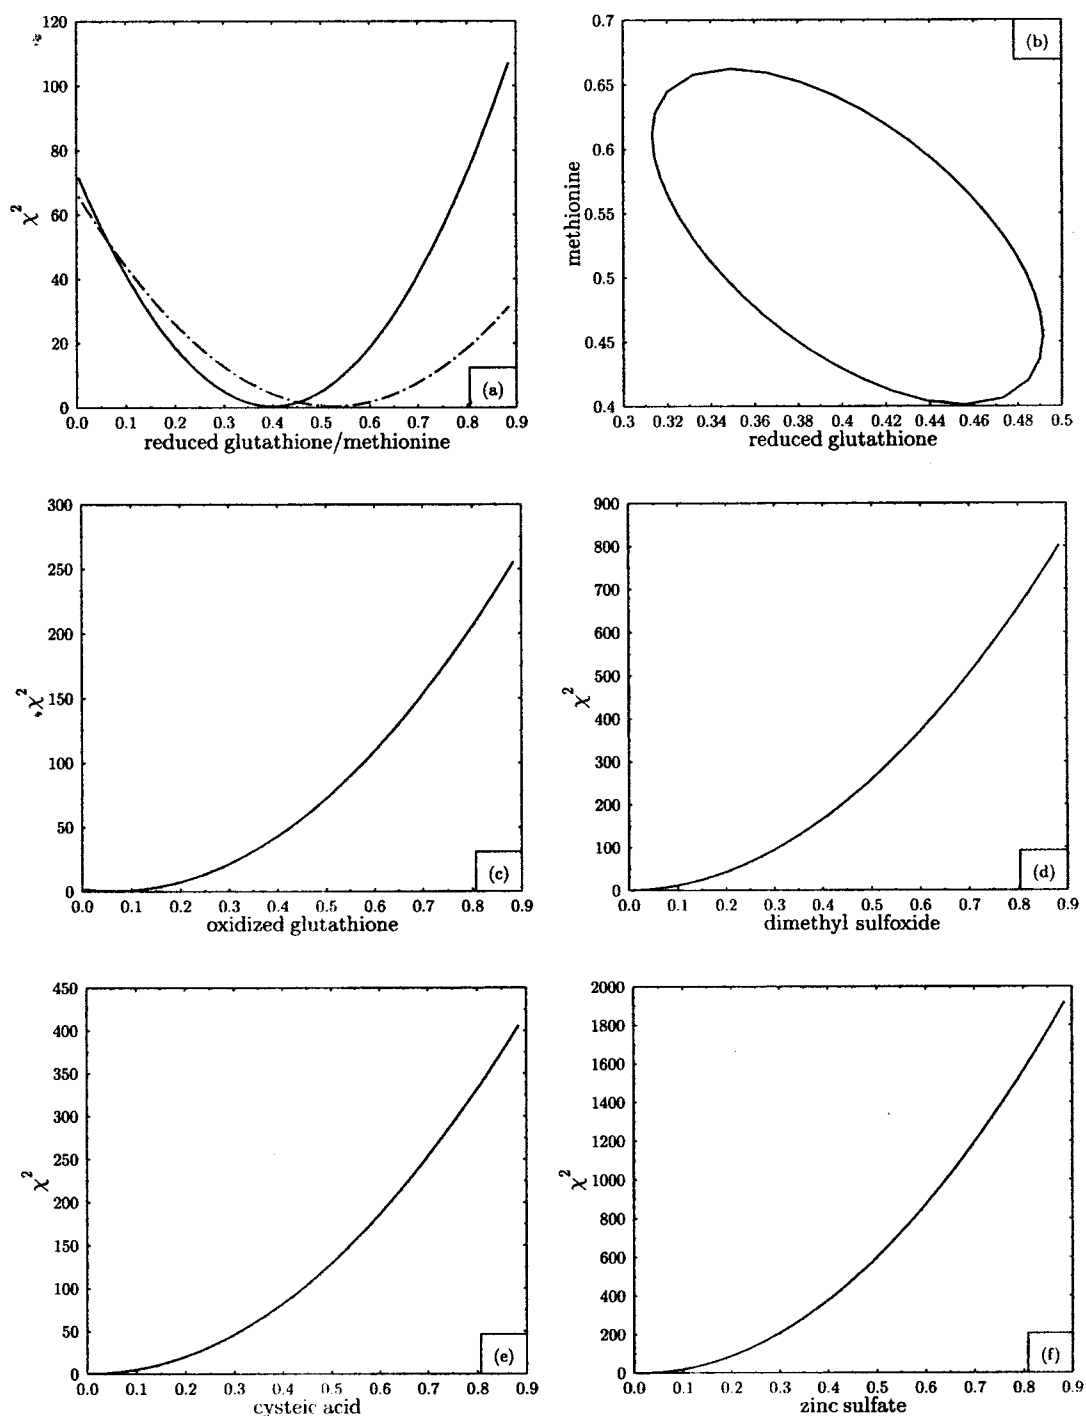 120
100
80
60
40
20
0
χ²
0.0 0.1 0.2 0.3 0.4 0.5 0.6 0.7 0.8 0.9
reduced glutathione/methionine
(a)
0.7
0.65
0.6
0.55
0.5
0.45
0.4
methionine
0.3 0.32 0.34 0.36 0.38 0.4 0.42 0.44 0.46 0.48 0.5
reduced glutathione
(b)
300
250
200
150
100
50
0
χ²
0.0 0.1 0.2 0.3 0.4 0.5 0.6 0.7 0.8 0.9
oxidized glutathione
(c)
900
800
700
600
500
400
300
200
100
0
χ²
0.0 0.1 0.2 0.3 0.4 0.5 0.6 0.7 0.8 0.9
dimethyl sulfoxide
(d)
450
400
350
300
250
200
150
100
50
0
χ²
0.0 0.1 0.2 0.3 0.4 0.5 0.6 0.7 0.8 0.9
cysteic acid
(e)
2000
1800
1600
1400
1200
1000
800
600
400
200
0
χ²
0.0 0.1 0.2 0.3 0.4 0.5 0.6 0.7 0.8 0.9
zinc sulfate
(f)